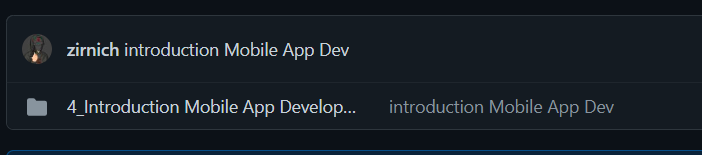 zirnich introduction Mobile App Dev
4_Introduction Mobile App Develop... introduction Mobile App Dev